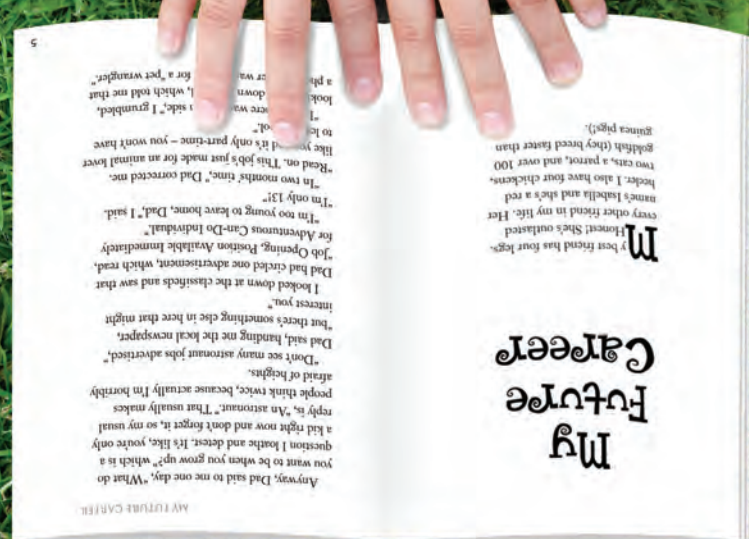 My
Future
Career
My best friend has four legs.
Honest! She's outlasted
every other friend in my life. Her
name's Isabella and she's a red
heeler. I also have four chickens,
two cats, a parrot, and over 100
goldfish (they breed faster than
guinea pigs!).
MY FUTURE CAREER
Anyway, Dad said to me one day, "What do
you want to be when you grow up?" which is a
question I loathe and detest. It's like, you're only
a kid right now and don't forget it, so my usual
reply is, "An astronaut." That usually makes
people think twice, because actually I'm horribly
afraid of heights.
"Don't see many astronaut jobs advertised,"
Dad said, handing me the local newspaper,
"but there's something else in here that might
interest you."
I looked down at the classifieds and saw that
Dad had circled one advertisement, which read,
"Job Opening, Position Available Immediately
for Adventurous Can-Do Individual."
"I'm too young to leave home, Dad," I said.
"I'm only 13!"
"In two months' time," Dad corrected me.
"Read on. This job's just made for an animal lover
like it's only part-time – you won't have
to
side," I grumbled,
down which told me that
a for a "pet wrangler."
5